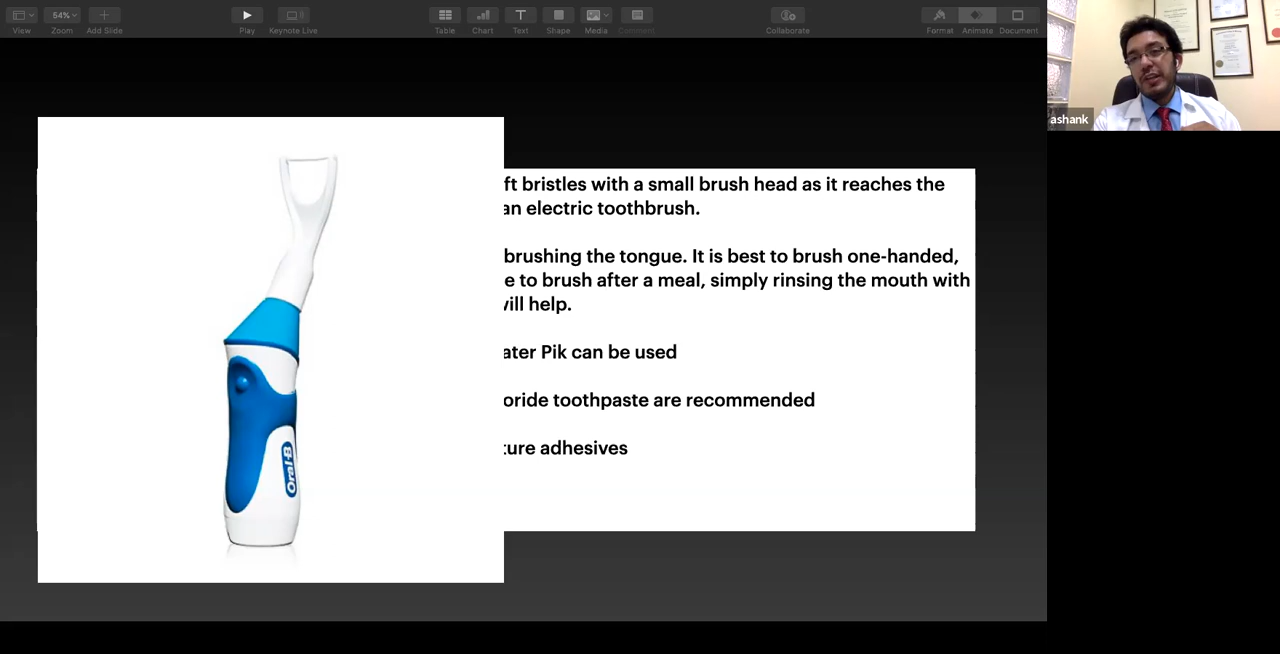 View
54%
Zoom
Add Slide
Play
Keynote Live
Table
Chart
Text
Shape
Media
Comment
Collaborate
Format
Animate
Document
ashank
ft bristles with a small brush head as it reaches the
an electric toothbrush.
brushing the tongue. It is best to brush one-handed,
e to brush after a meal, simply rinsing the mouth with
will help.
ater Pik can be used
oride toothpaste are recommended
ture adhesives
Oral-B